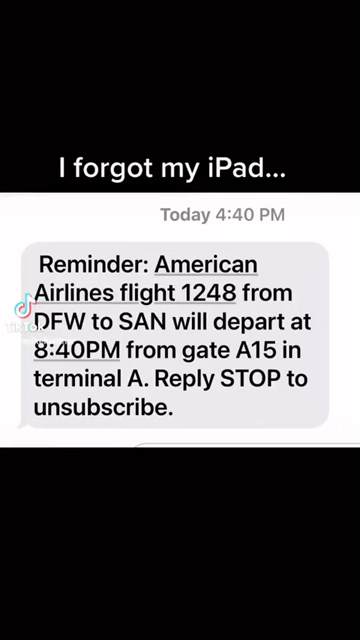 I forgot my iPad...
Today 4:40 PM
Reminder: American
Airlines flight 1248 from
DFW to SAN will depart at
8:40PM from gate A15 in
terminal A. Reply STOP to
unsubscribe.
TikTok